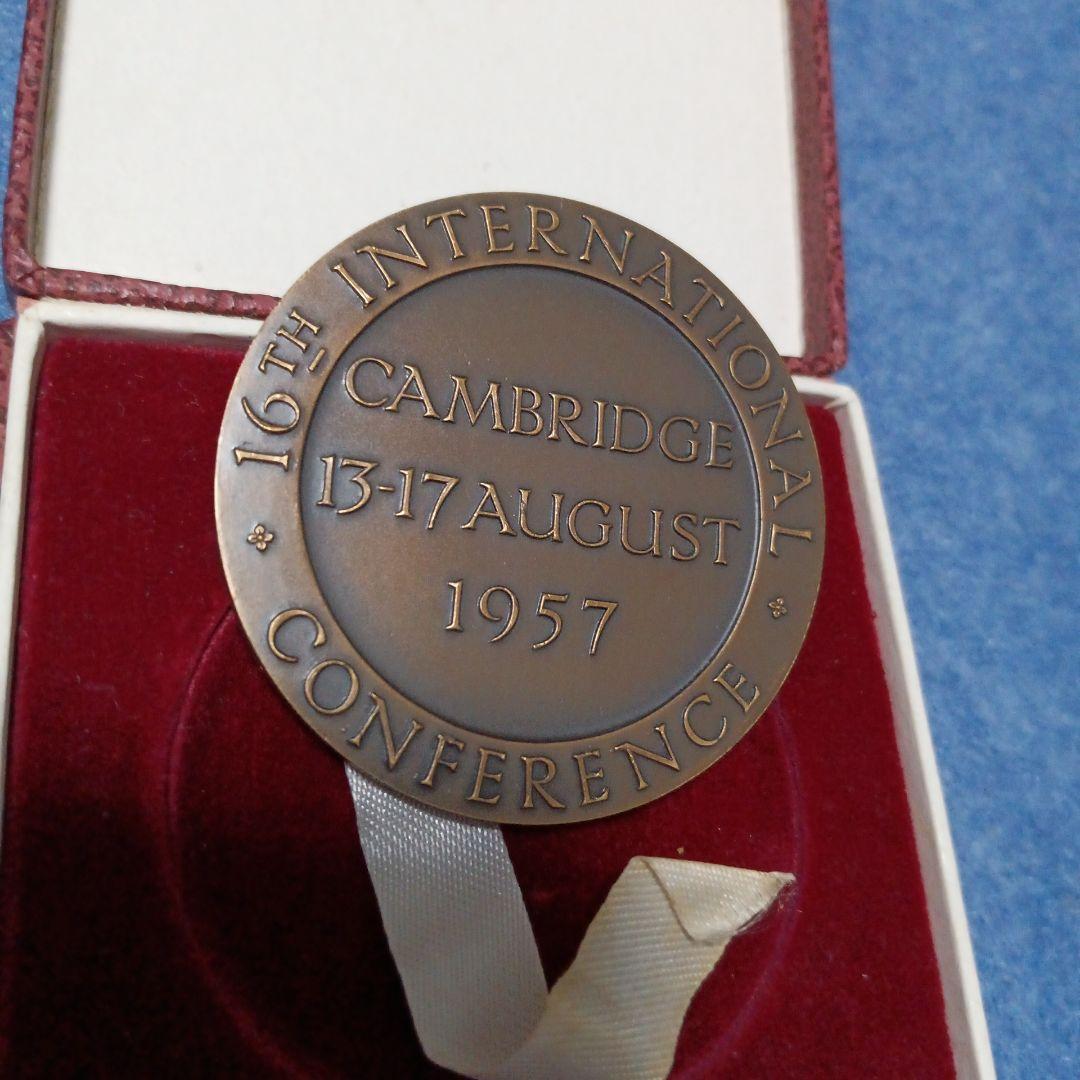 16TH INTERNATIONAL
CAMBRIDGE
13-17 AUGUST
1957
CONFERENCE